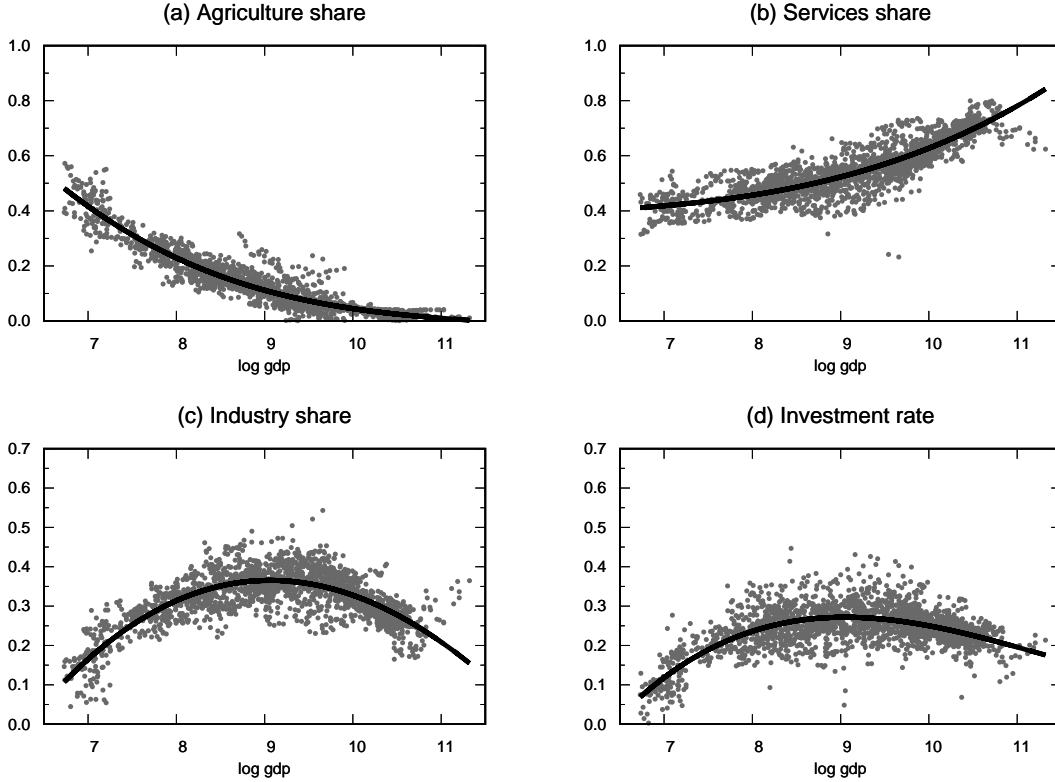 (a) Agriculture share
(b) Services share
1.0
0.8
0.6
0.4
0.2
0.0
7 8 9 10 11
log gdp
1.0
0.8
0.6
0.4
0.2
0.0
7 8 9 10 11
log gdp
(c) Industry share
(d) Investment rate
0.7
0.6
0.5
0.4
0.3
0.2
0.1
0.0
7 8 9 10 11
log gdp
0.7
0.6
0.5
0.4
0.3
0.2
0.1
0.0
7 8 9 10 11
log gdp